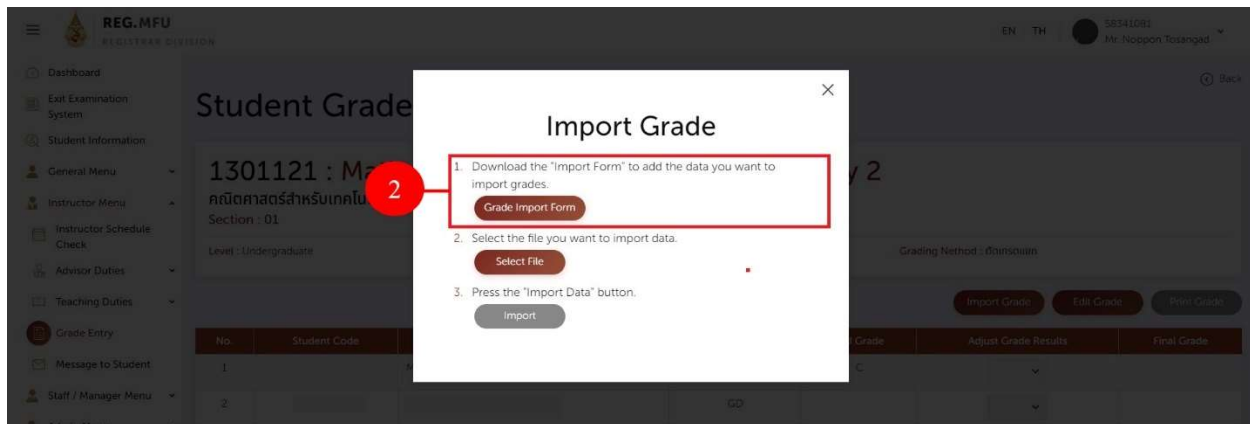 REG.MFU
REGISTRAR DIVISION
EN TH
58341081
Mr. Noppon Tosangad
Dashboard
Exit Examination
System
Student Information
General Menu
Instructor Menu
Instructor Schedule
Check
Advisor Duties
Teaching Duties
Grade Entry
Message to Student
Staff / Manager Menu
Back
Student Grade
1301121 : Ma
y 2
คณิตศาสตร์สำหรับเทคโน
Section : 01
Level : Undergraduate
Grading Nethod : ตัดเกรดแยก
Import Grade
Edit Grade
Print Grade
No.
Student Code
Grade
Adjust Grade Results
Final Grade
1
M
C
2
GD
Import Grade
2
1. Download the "Import Form" to add the data you want to
import grades.
Grade Import Form
2. Select the file you want to import data.
Select File
3. Press the "Import Data" button.
Import